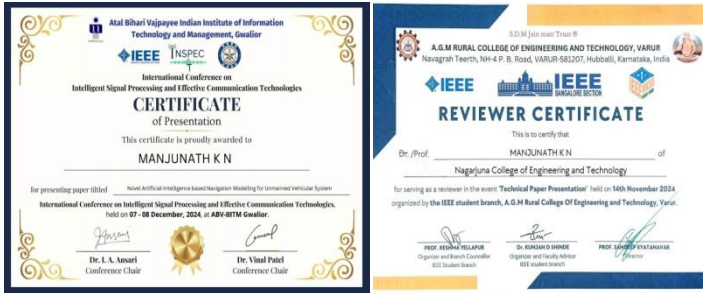 Atal Bihari Vajpayee Indian Institute of Information
Technology and Management, Gwalior
IEEE INSPECT
International Conference on
Intelligent Signal Processing and Effective Communication Technologies
CERTIFICATE
of Presentation
This certificate is proudly awarded to
MANJUNATH K N
for presenting paper titled Novel Artificial-Intelligence based Navigation Modelling for Unmanned Vehicular System
International Conference on Intelligent Signal Processing and Effective Communication Technologies,
held on 07 - 08 December, 2024, at ABV-IIITM Gwalior.
Dr. I. A. Ansari
Conference Chair
Dr. Vinal Patel
Conference Chair
S.D.M Jain mutt Trust ®
A.G.M RURAL COLLEGE OF ENGINEERING AND TECHNOLOGY, VARUR
Navagrah Teerth, NH-4 P. B. Road, VARUR-581207, Hubballi, Karnataka, India
IEEE
IEEE
BANGALORE SECTION
REVIEWER CERTIFICATE
This is to certify that
Dr. /Prof. MANJUNATH K N of
Nagarjuna College of Engineering and Technology
for serving as a reviewer in the event 'Technical Paper Presentation' held on 14th November 2024
organized by the IEEE student branch, A.G.M Rural College Of Engineering and Technology, Varur.
PROF. RESHMA YELLAPUR
Organizer and Branch Councellor
IEEE Student Branch
Dr. KUNJAN D SHINDE
Organizer and Faculty Advisor
IEEE student branch
PROF. SANDEEP KYATANAVAR
Director